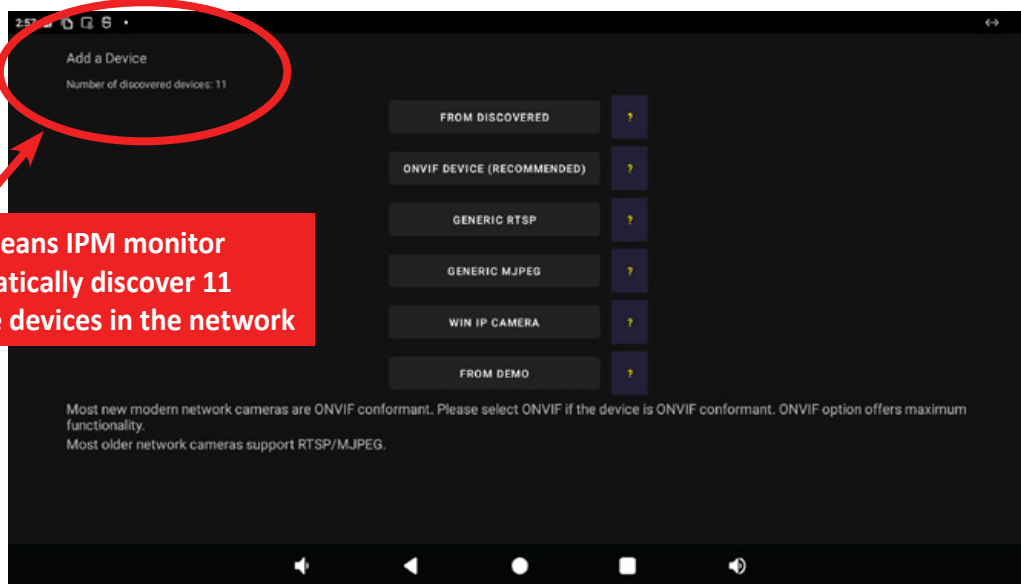 2:57
Add a Device
Number of discovered devices: 11
FROM DISCOVERED ?
ONVIF DEVICE (RECOMMENDED) ?
GENERIC RTSP ?
eans IPM monitor
GENERIC MJPEG ?
atically discover 11
devices in the network
WIN IP CAMERA ?
FROM DEMO ?
Most new modern network cameras are ONVIF conformant. Please select ONVIF if the device is ONVIF conformant. ONVIF option offers maximum
functionality.
Most older network cameras support RTSP/MJPEG.